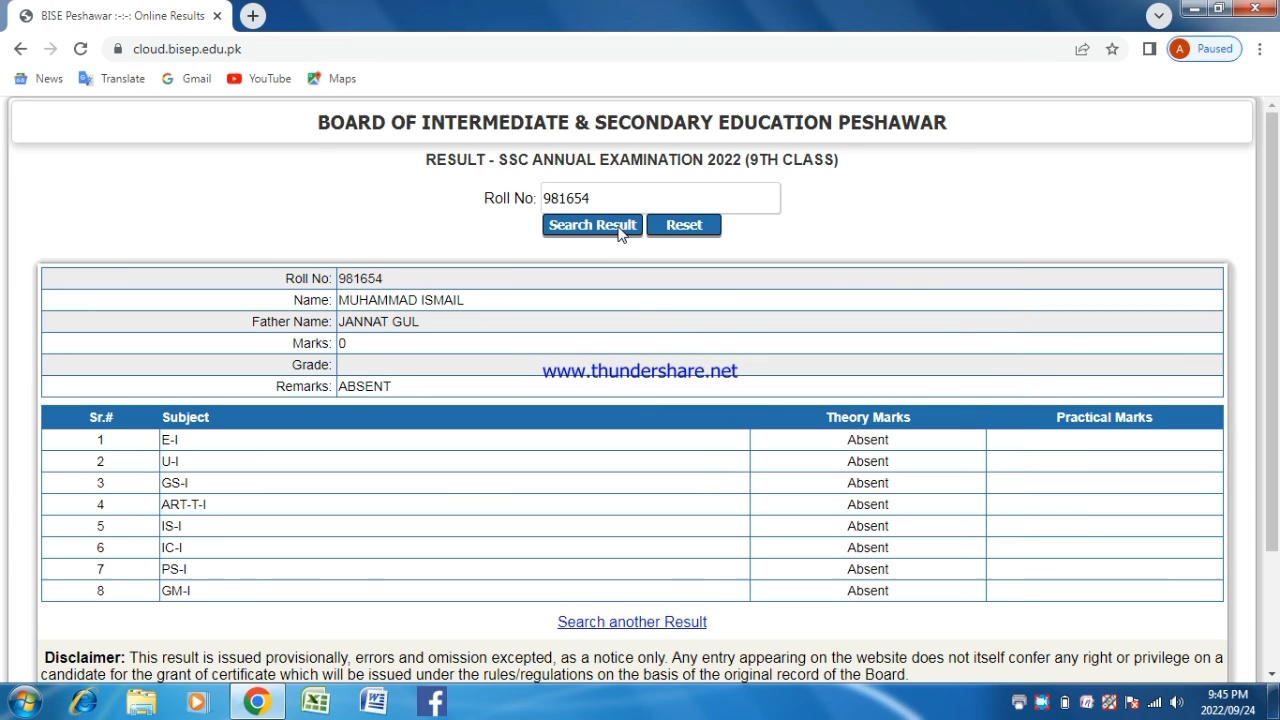 BISE Peshawar :-:-: Online Results
cloud.bisep.edu.pk
A Paused
News Translate Gmail YouTube Maps
BOARD OF INTERMEDIATE & SECONDARY EDUCATION PESHAWAR
RESULT - SSC ANNUAL EXAMINATION 2022 (9TH CLASS)
Roll No: 981654
Search Result Reset
Roll No: 981654
Name: MUHAMMAD ISMAIL
Father Name: JANNAT GUL
Marks: 0
Grade:
www.thundershare.net
Remarks: ABSENT
Sr.# Subject Theory Marks Practical Marks
1 E-I Absent
2 U-I Absent
3 GS-I Absent
4 ART-T-I Absent
5 IS-I Absent
6 IC-I Absent
7 PS-I Absent
8 GM-I Absent
Search another Result
Disclaimer: This result is issued provisionally, errors and omission excepted, as a notice only. Any entry appearing on the website does not itself confer any right or privilege on a
candidate for the grant of certificate which will be issued under the rules/regulations on the basis of the original record of the Board.
9:45 PM
2022/09/24